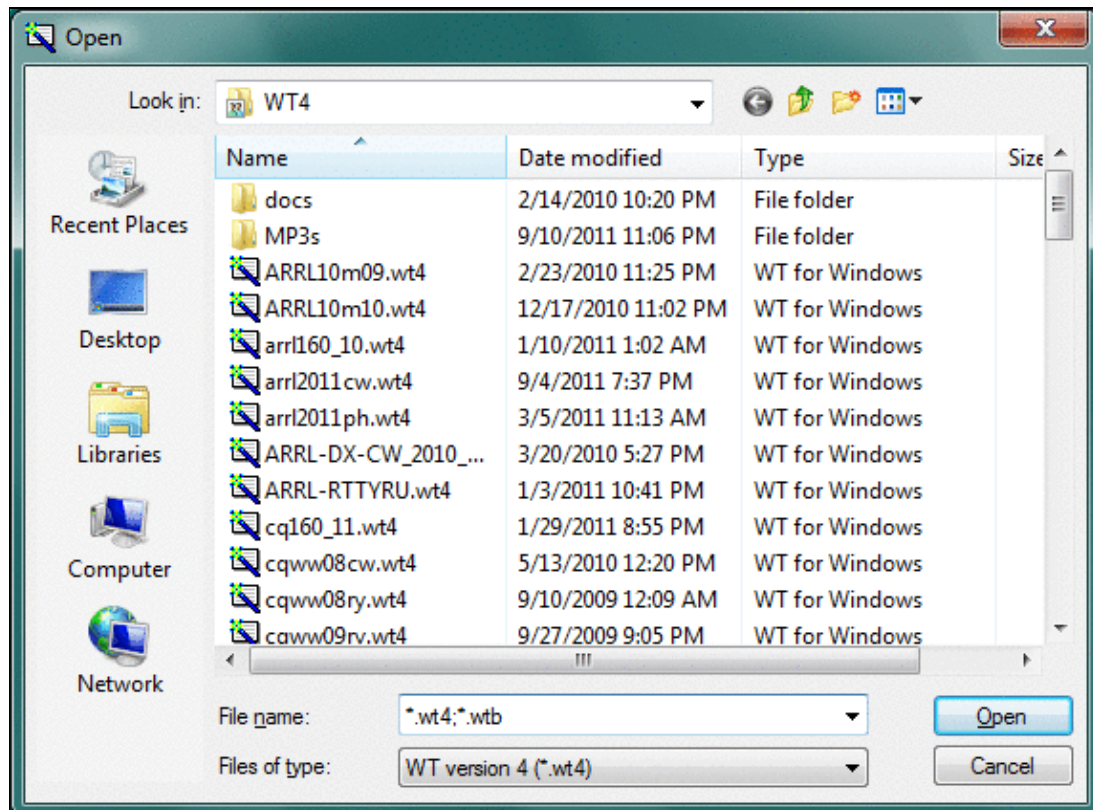 Open
Look in: WT4
Name Date modified Type Size
docs 2/14/2010 10:20 PM File folder
MP3s 9/10/2011 11:06 PM File folder
ARRL10m09.wt4 2/23/2010 11:25 PM WT for Windows
ARRL10m10.wt4 12/17/2010 11:02 PM WT for Windows
arrl160_10.wt4 1/10/2011 1:02 AM WT for Windows
arrl2011cw.wt4 9/4/2011 7:37 PM WT for Windows
arrl2011ph.wt4 3/5/2011 11:13 AM WT for Windows
ARRL-DX-CW_2010_... 3/20/2010 5:27 PM WT for Windows
ARRL-RTTYRU.wt4 1/3/2011 10:41 PM WT for Windows
cq160_11.wt4 1/29/2011 8:55 PM WT for Windows
cqww08cw.wt4 5/13/2010 12:20 PM WT for Windows
cqww08ry.wt4 9/10/2009 12:09 AM WT for Windows
cqww09ry.wt4 9/27/2009 9:05 PM WT for Windows
Recent Places
Desktop
Libraries
Computer
Network
File name: *.wt4;*.wtb Open
Files of type: WT version 4 (*.wt4) Cancel